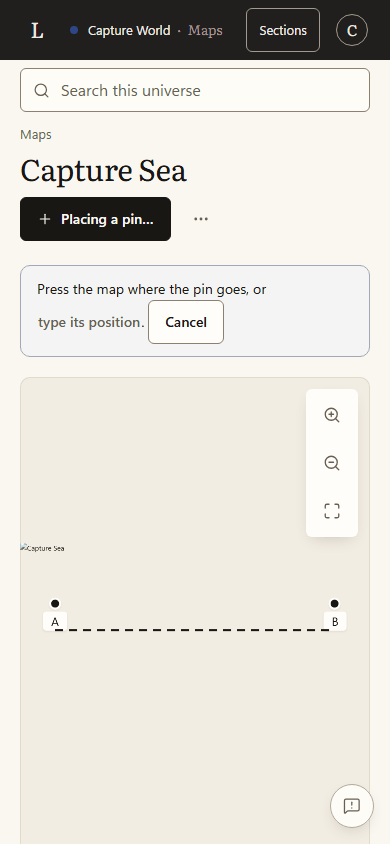 L
Capture World · Maps
Sections
C
Search this universe
Maps
Capture Sea
Placing a pin...
Press the map where the pin goes, or
type its position.
Cancel
Capture Sea
A
B